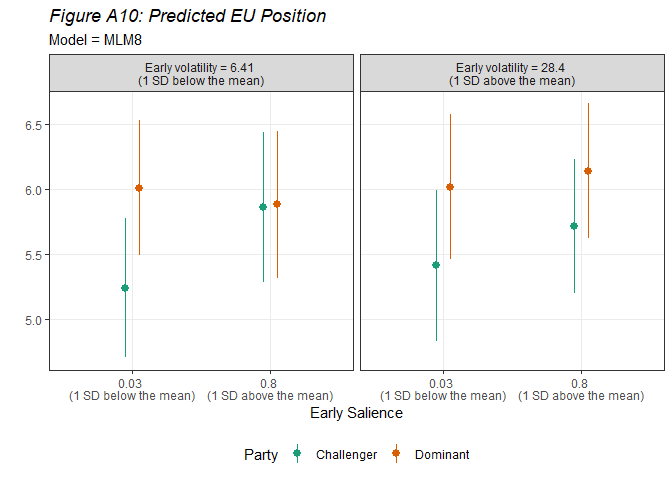 Figure A10: Predicted EU Position
Model = MLM8
Early volatility = 6.41
(1 SD below the mean)
Early volatility = 28.4
(1 SD above the mean)
6.5
6.0
5.5
5.0
0.03
(1 SD below the mean)
0.8
(1 SD above the mean)
0.03
(1 SD below the mean)
0.8
(1 SD above the mean)
Early Salience
Party Challenger Dominant